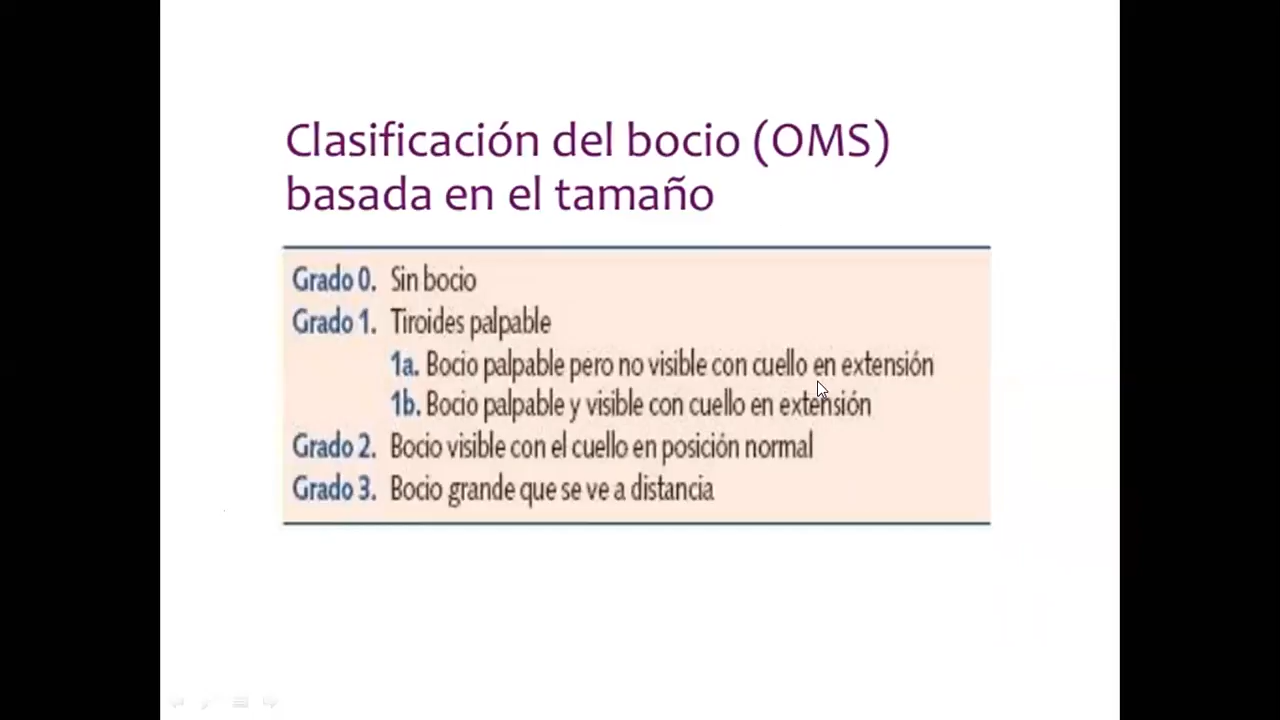 Clasificación del bocio (OMS)
basada en el tamaño
Grado 0. Sin bocio
Grado 1. Tiroides palpable
1a. Bocio palpable pero no visible con cuello en extensión
1b. Bocio palpable y visible con cuello en extensión
Grado 2. Bocio visible con el cuello en posición normal
Grado 3. Bocio grande que se ve a distancia